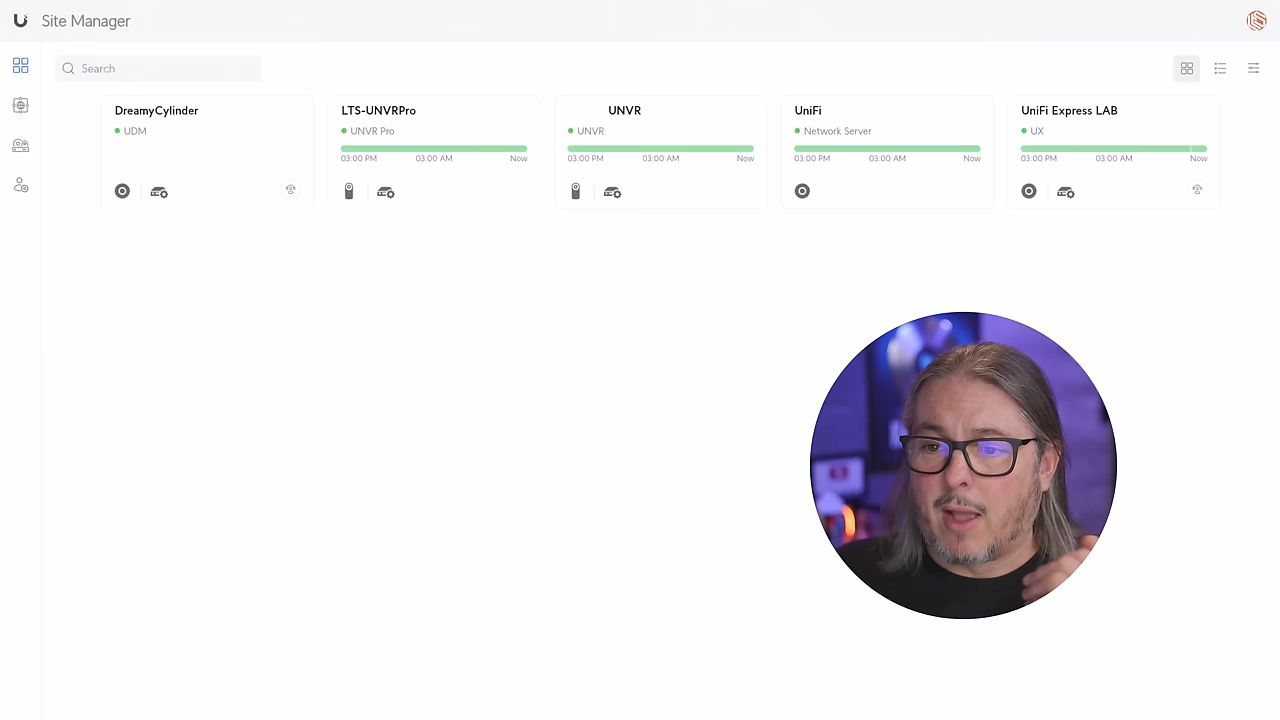 Site Manager
Search
DreamyCylinder
UDM
LTS-UNVRPro
UNVR Pro
03:00 PM 03:00 AM Now
UNVR
UNVR
03:00 PM 03:00 AM Now
UniFi
Network Server
03:00 PM 03:00 AM Now
UniFi Express LAB
UX
03:00 PM 03:00 AM Now